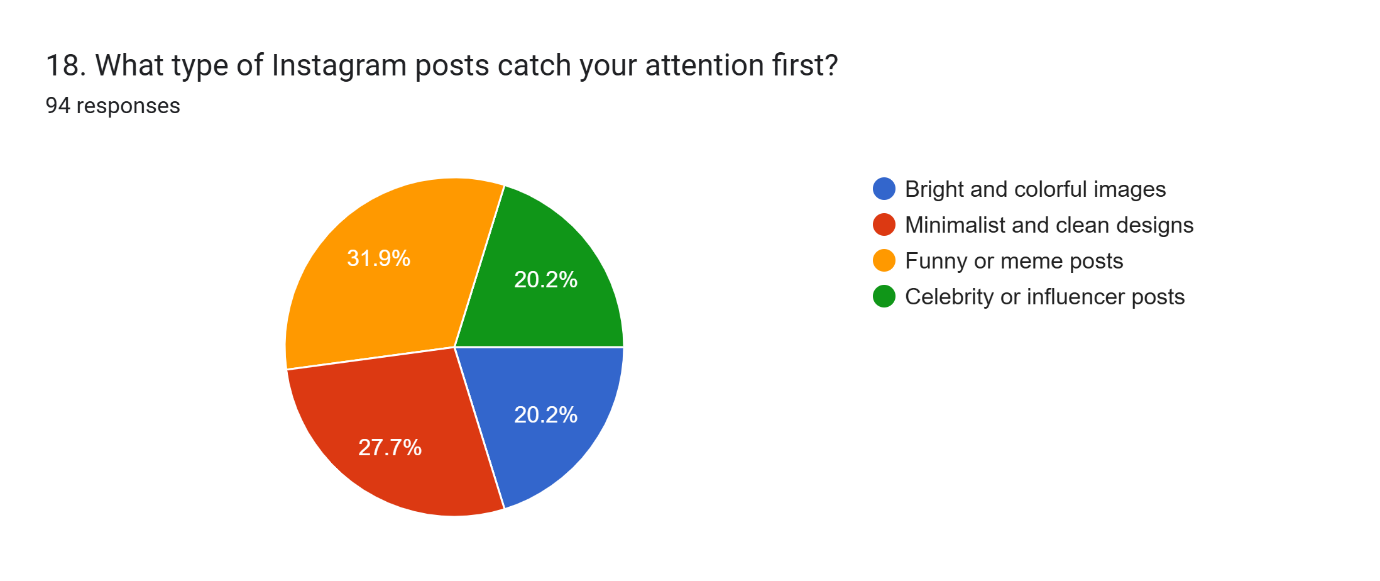 18. What type of Instagram posts catch your attention first?
94 responses
31.9%
20.2%
20.2%
27.7%
Bright and colorful images
Minimalist and clean designs
Funny or meme posts
Celebrity or influencer posts